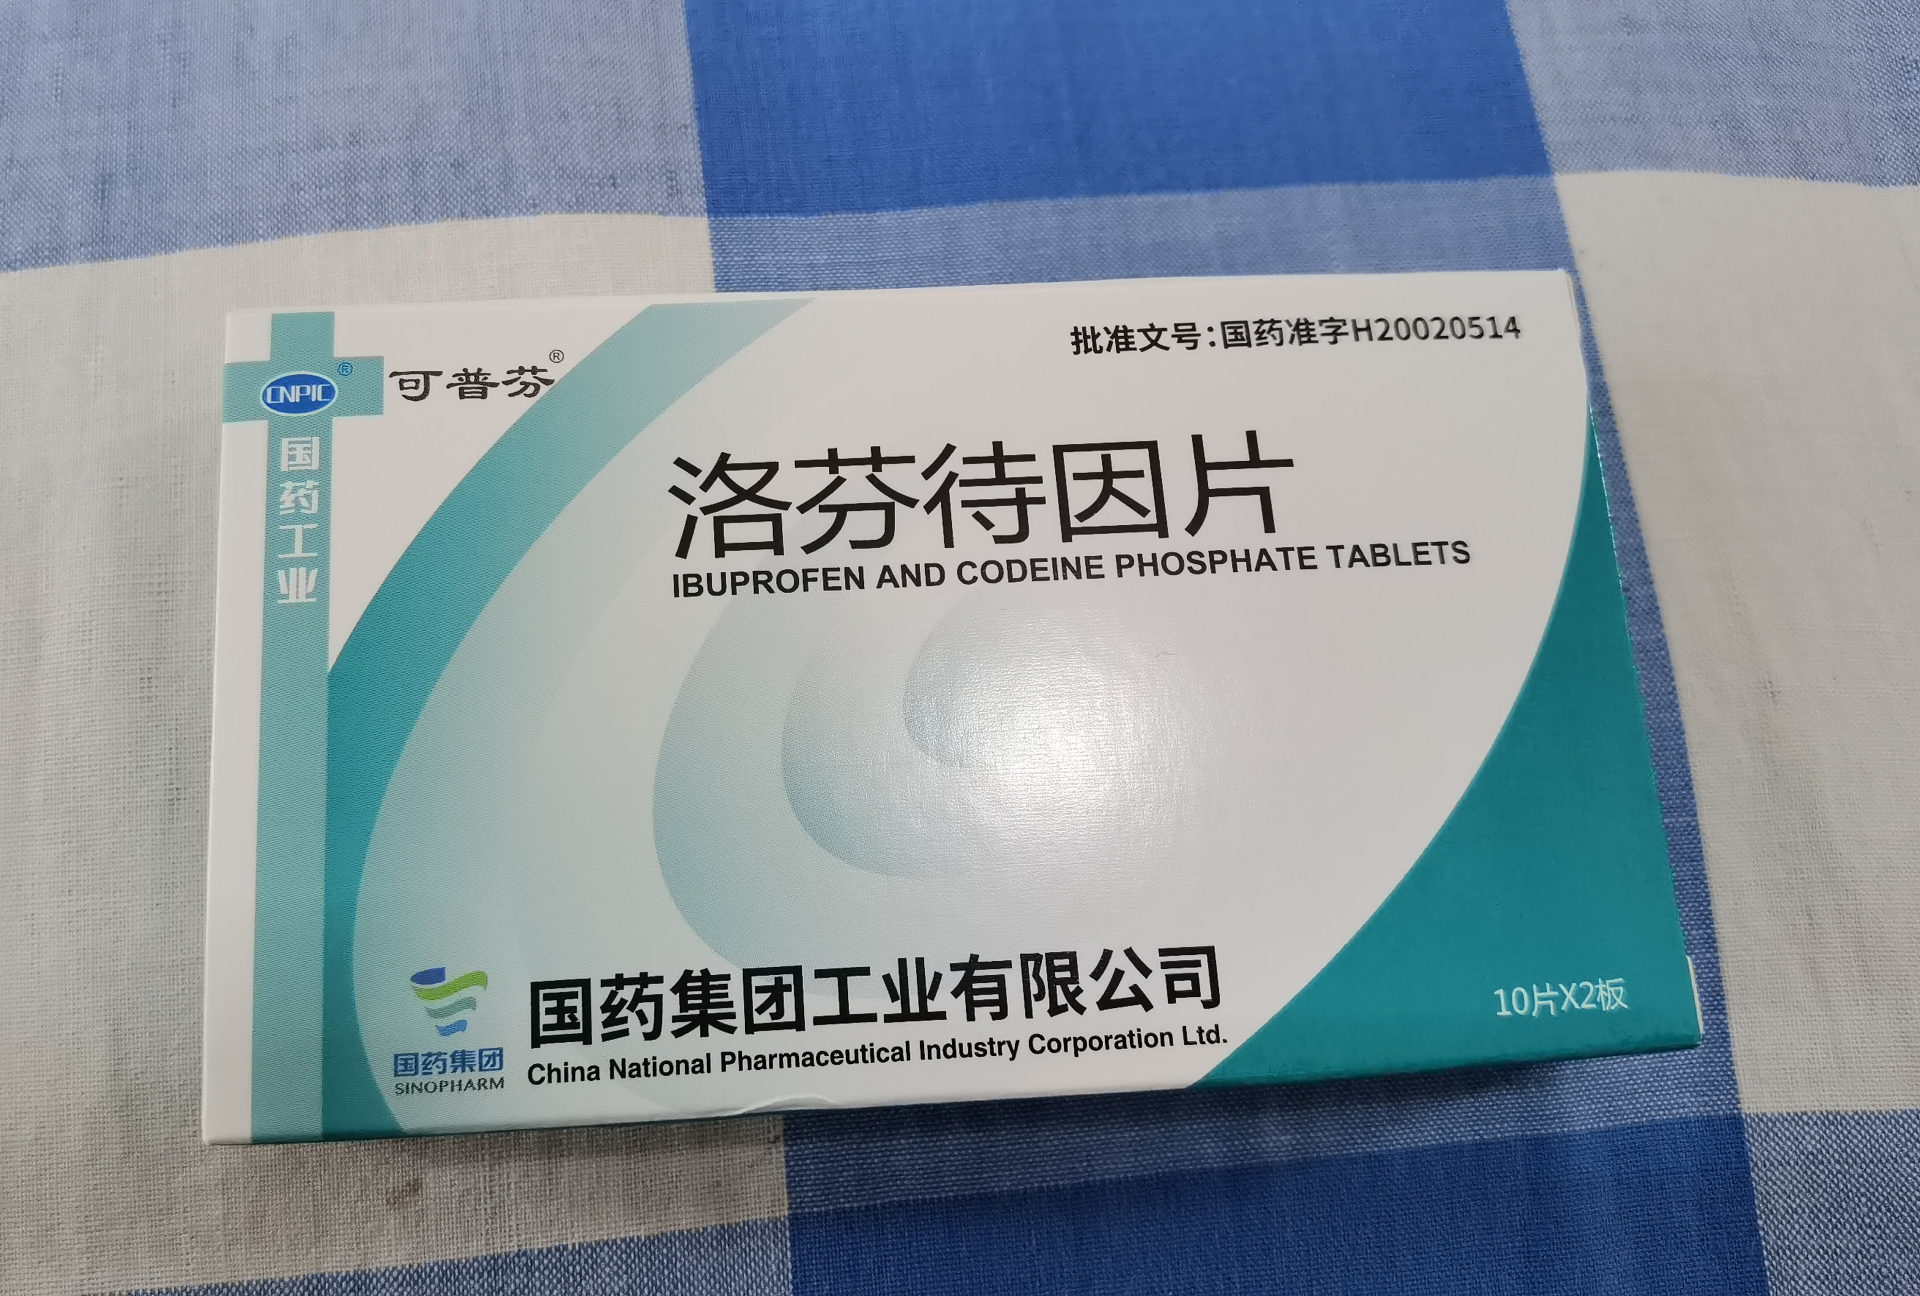 批准文号：国药准字H20020514
CNPIC®
可普芬®
国药工业
洛芬待因片
IBUPROFEN AND CODEINE PHOSPHATE TABLETS
国药集团
SINOPHARM
国药集团工业有限公司
China National Pharmaceutical Industry Corporation Ltd.
10片X2板